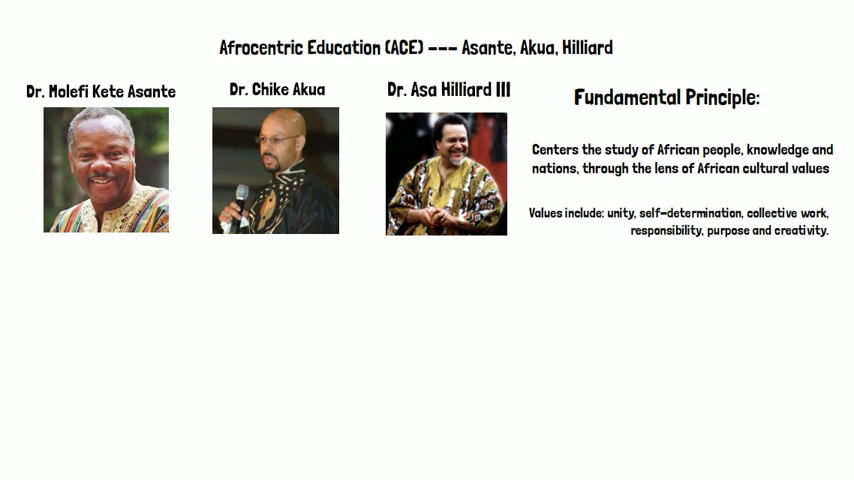 Afrocentric Education (ACE) --- Asante, Akua, Hilliard
Dr. Molefi Kete Asante
Dr. Chike Akua
Dr. Asa Hilliard III
Fundamental Principle:
Centers the study of African people, knowledge and
nations, through the lens of African cultural values
Values include: unity, self-determination, collective work,
responsibility, purpose and creativity.